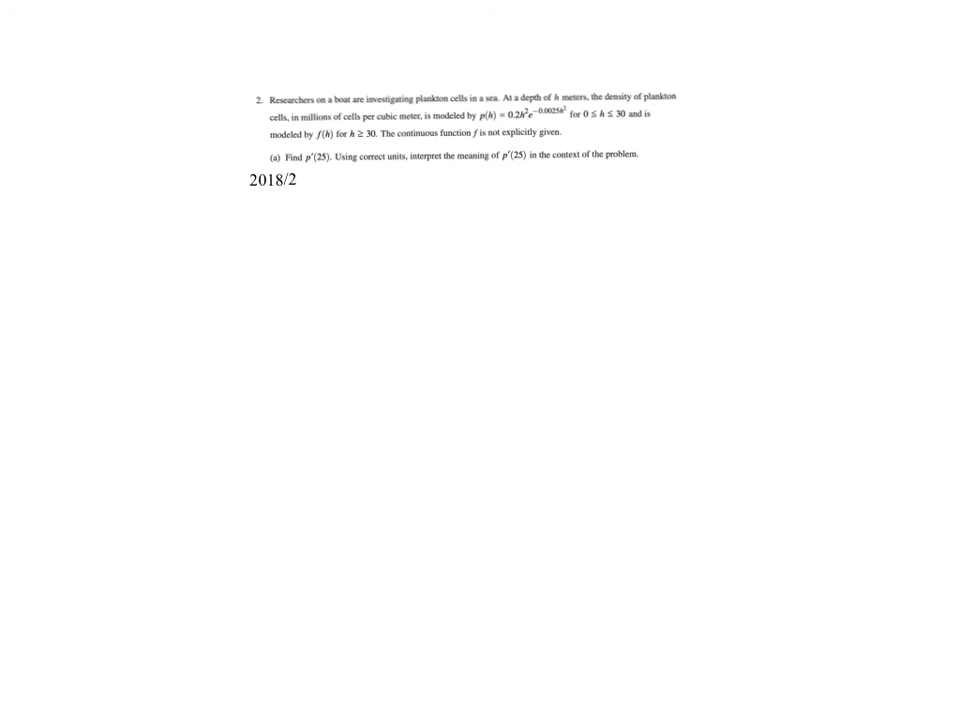 2. Researchers on a boat are investigating plankton cells in a sea. At a depth of h meters, the density of plankton
cells, in millions of cells per cubic meter, is modeled by p(h) = 0.2h²e^(−0.0025h²) for 0 ≤ h ≤ 30 and is
modeled by f(h) for h ≥ 30. The continuous function f is not explicitly given.
(a) Find p′(25). Using correct units, interpret the meaning of p′(25) in the context of the problem.
2018/2